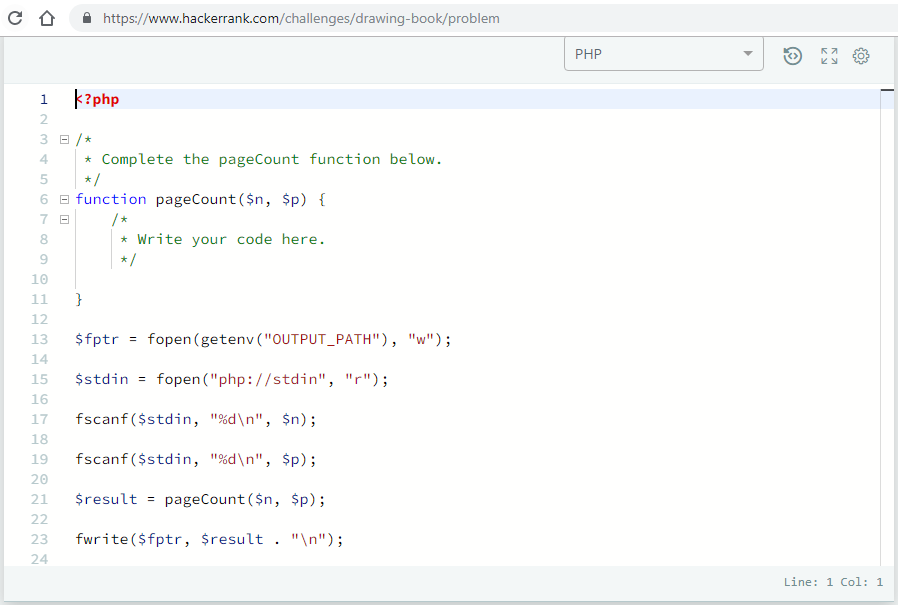 https://www.hackerrank.com/challenges/drawing-book/problem
PHP
1 <?php
2
3 /*
4 * Complete the pageCount function below.
5 */
6 function pageCount($n, $p) {
7 /*
8 * Write your code here.
9 */
10
11 }
12
13 $fptr = fopen(getenv("OUTPUT_PATH"), "w");
14
15 $stdin = fopen("php://stdin", "r");
16
17 fscanf($stdin, "%d\n", $n);
18
19 fscanf($stdin, "%d\n", $p);
20
21 $result = pageCount($n, $p);
22
23 fwrite($fptr, $result . "\n");
24
Line: 1 Col: 1